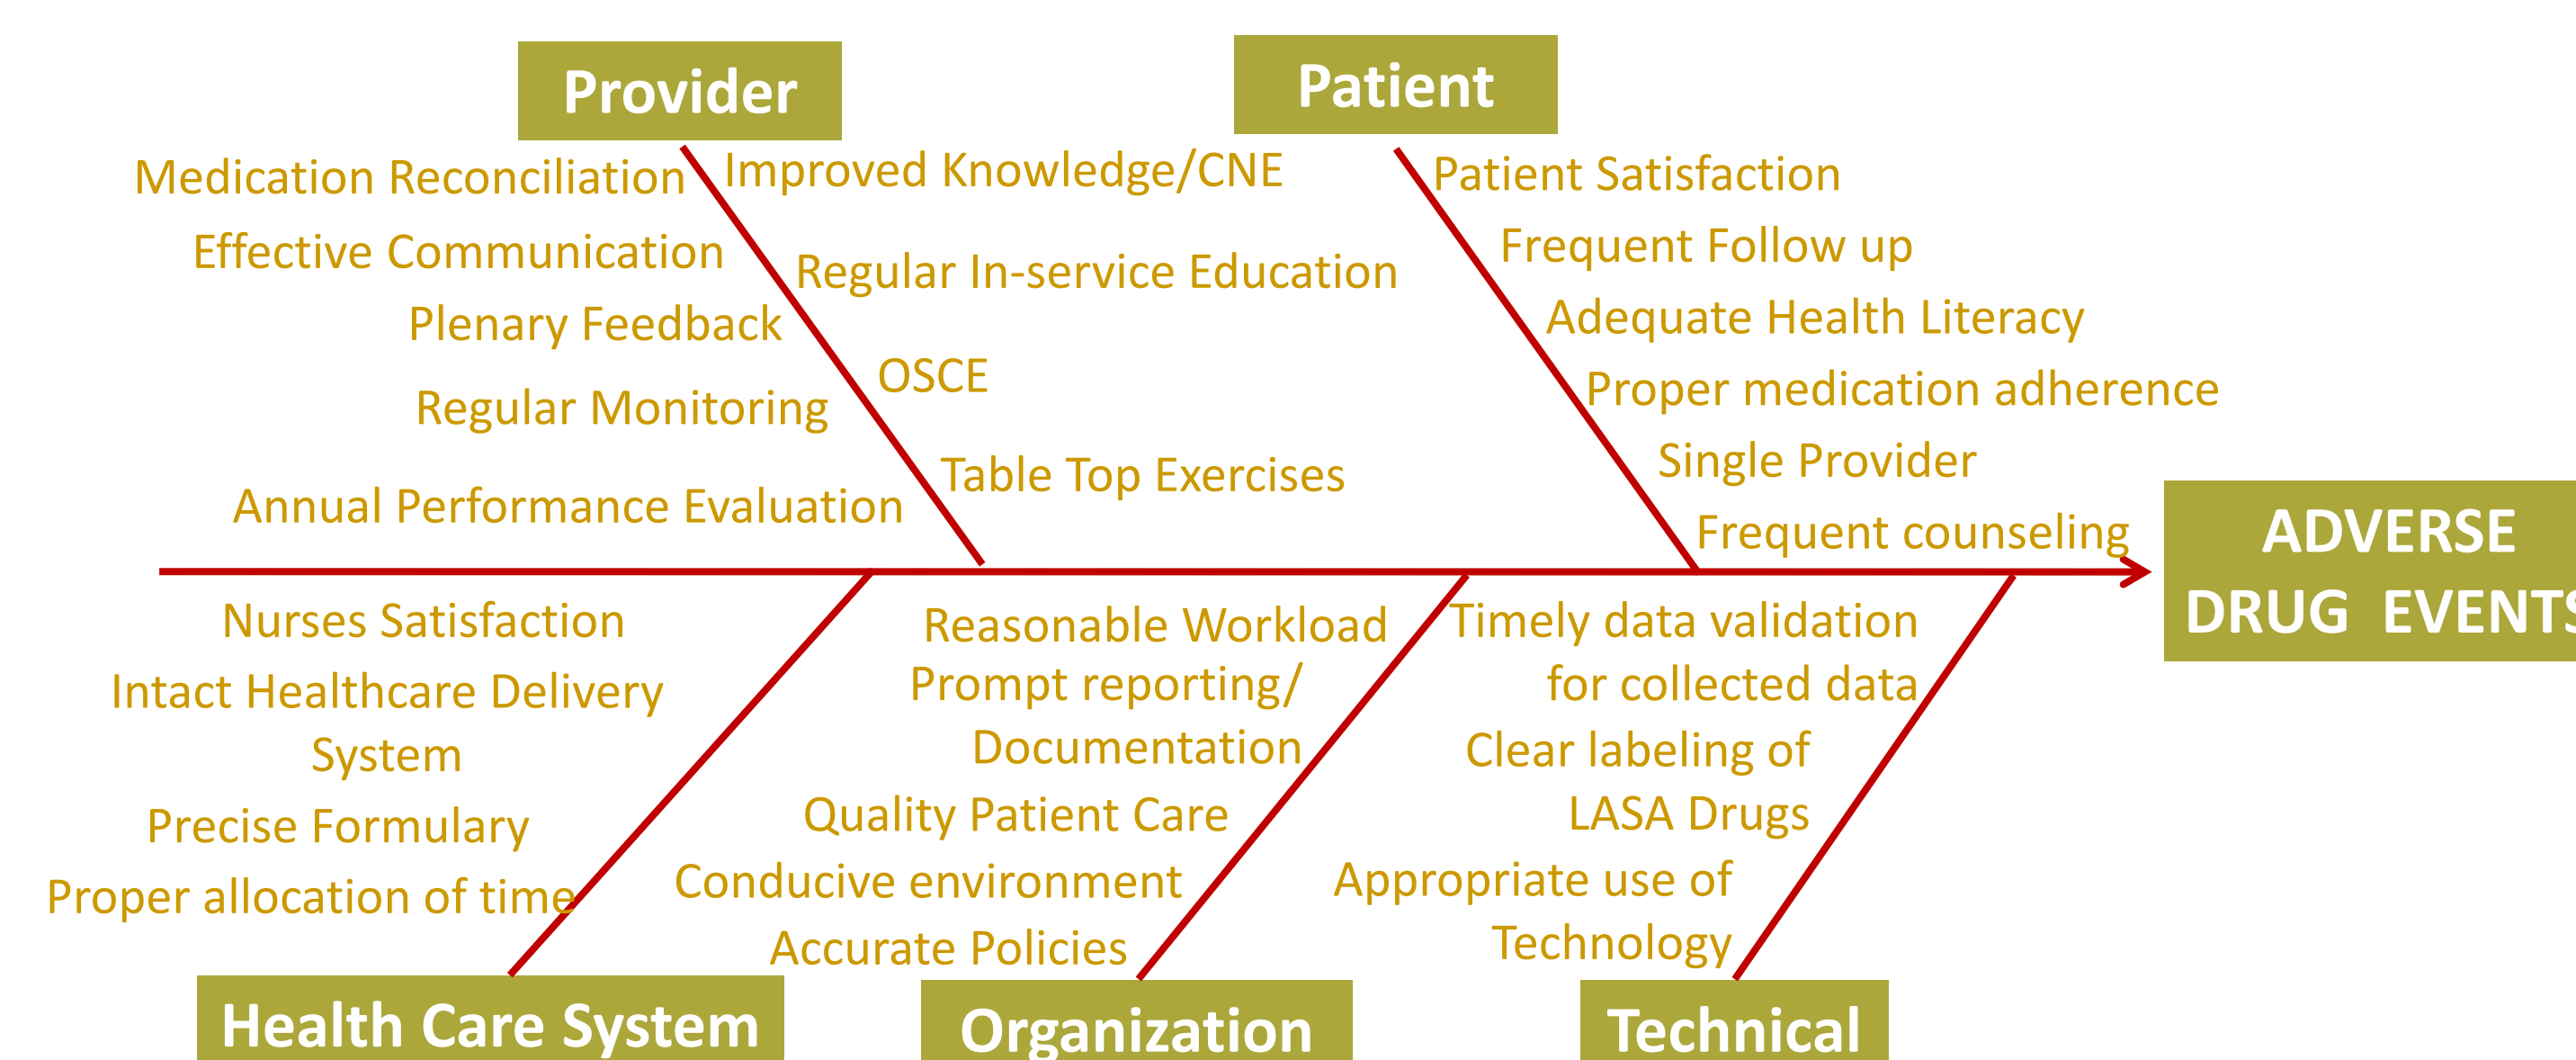 Provider
Patient
Medication Reconciliation
Effective Communication
Plenary Feedback
Regular Monitoring
Annual Performance Evaluation
Improved Knowledge/CNE
Regular In-service Education
OSCE
Table Top Exercises
Patient Satisfaction
Frequent Follow up
Adequate Health Literacy
Proper medication adherence
Single Provider
Frequent counseling
ADVERSE
DRUG EVENTS
Nurses Satisfaction
Intact Healthcare Delivery
System
Precise Formulary
Proper allocation of time
Reasonable Workload
Prompt reporting/
Documentation
Quality Patient Care
Conducive environment
Accurate Policies
Timely data validation
for collected data
Clear labeling of
LASA Drugs
Appropriate use of
Technology
Health Care System
Organization
Technical